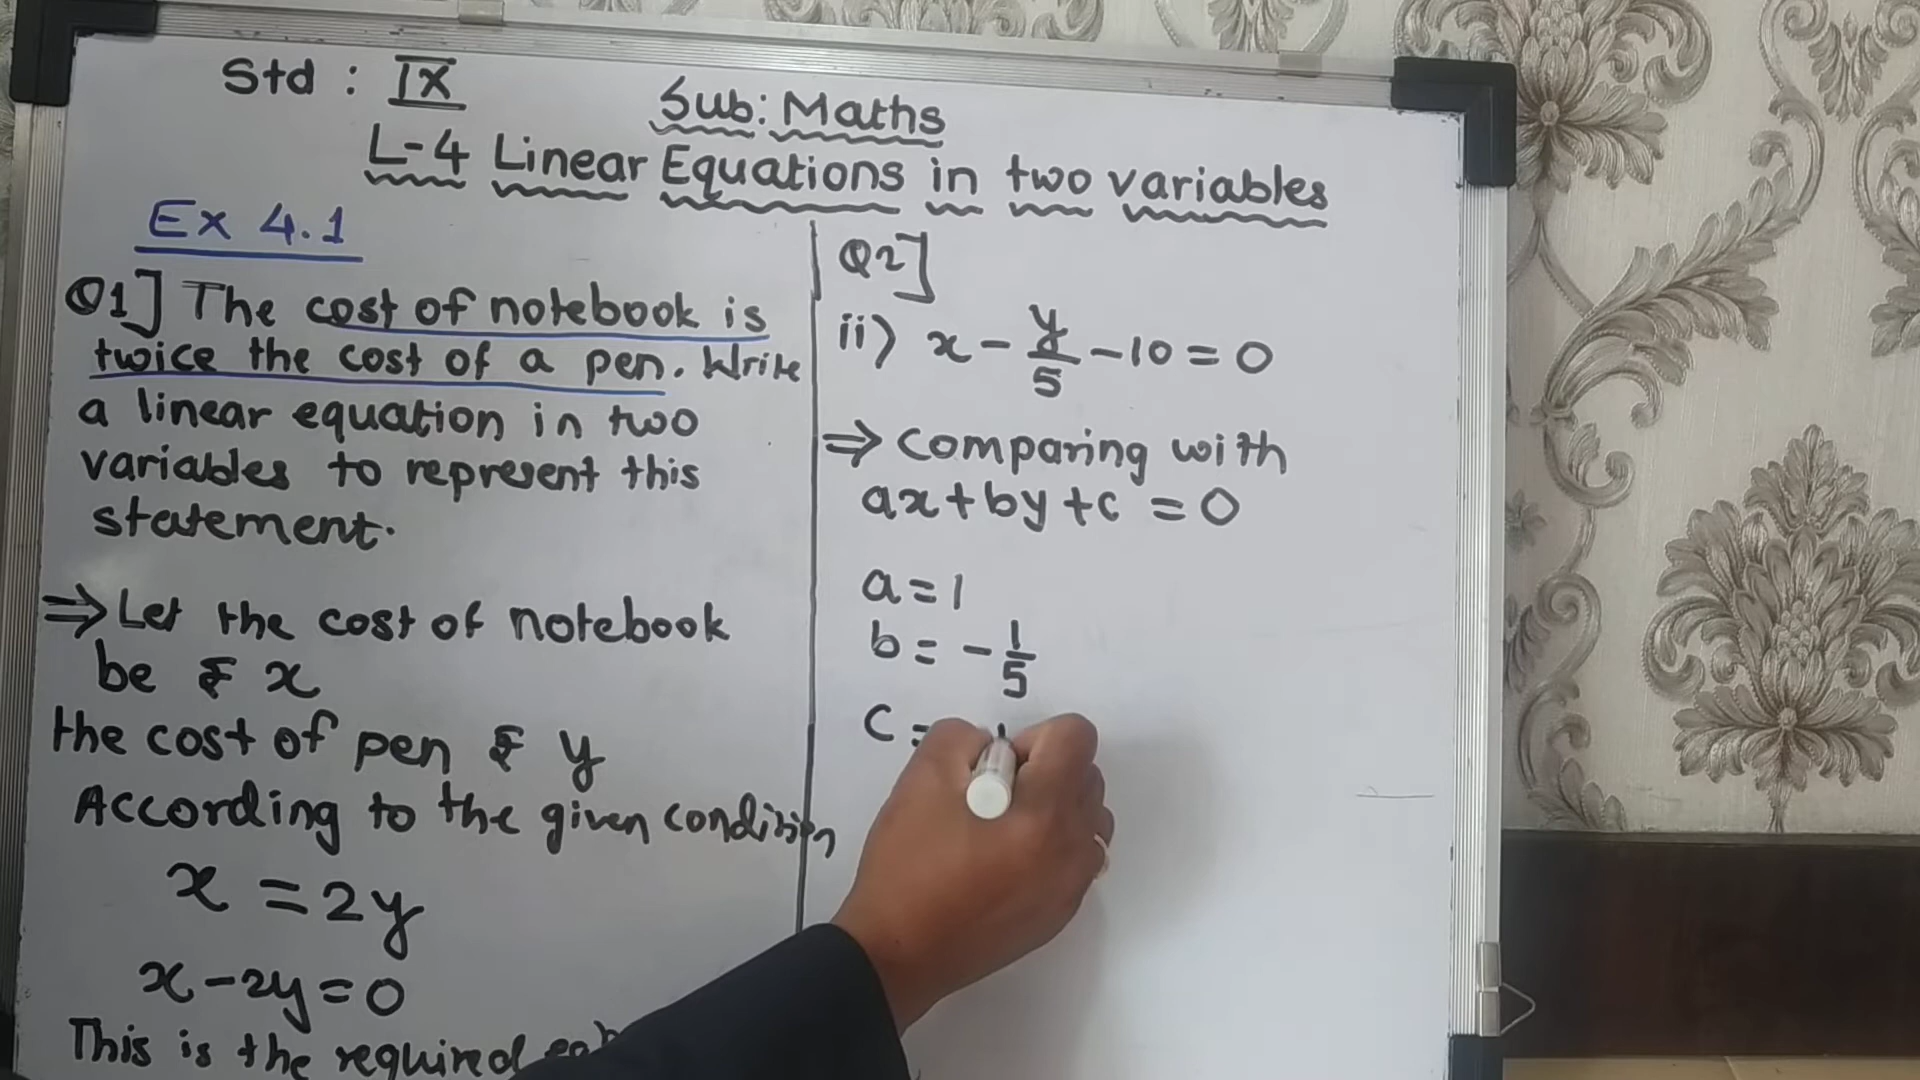 Std : IX
Sub: Maths
L-4 Linear Equations in two variables
Ex 4.1
Q1] The cost of notebook is
twice the cost of a pen. Write
a linear equation in two
variables to represent this
statement.
⇒ Let the cost of notebook
be ₹ x
the cost of pen ₹ y
According to the given condition
x = 2y
x - 2y = 0
This is the required
Q2]
ii) x - y/5 - 10 = 0
⇒ Comparing with
ax + by + c = 0
a = 1
b = - 1/5
c =